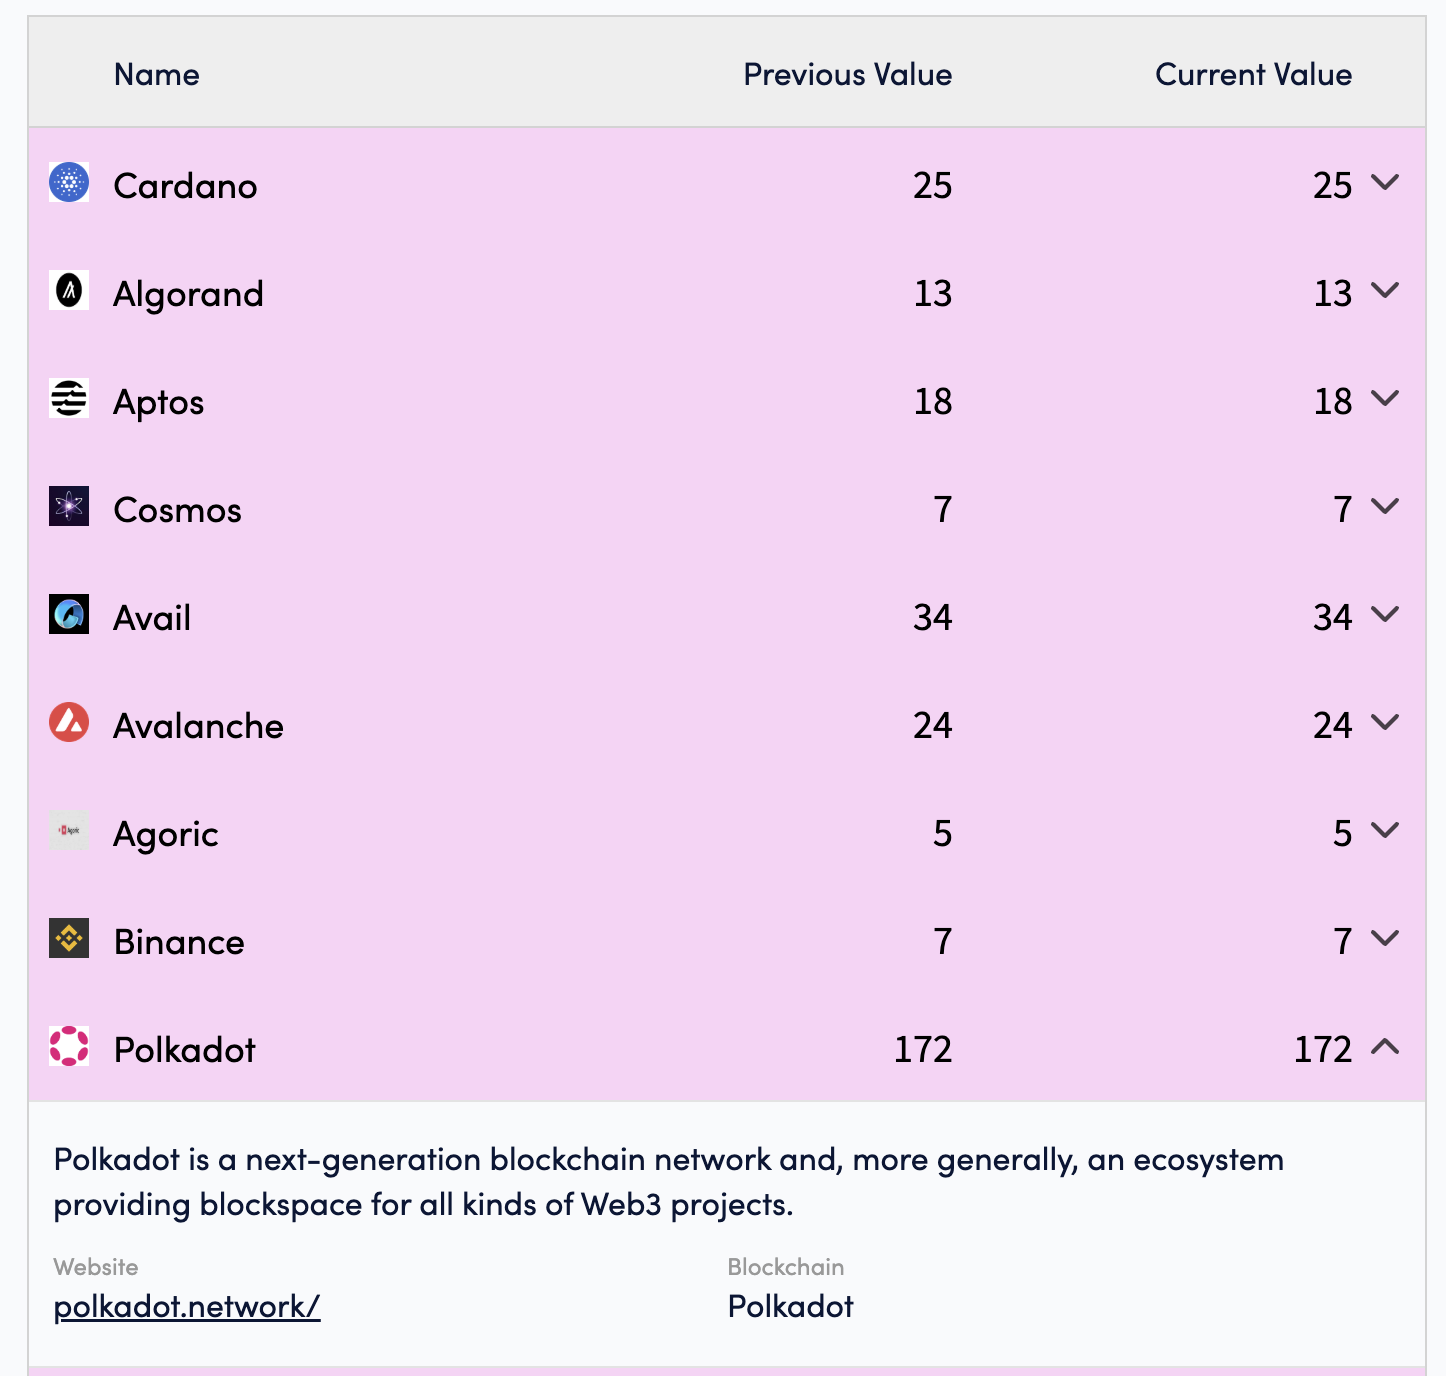 Name Previous Value Current Value
Cardano 25 25
Algorand 13 13
Aptos 18 18
Cosmos 7 7
Avail 34 34
Avalanche 24 24
Agoric 5 5
Binance 7 7
Polkadot 172 172
Polkadot is a next-generation blockchain network and, more generally, an ecosystem
providing blockspace for all kinds of Web3 projects.
Website Blockchain
polkadot.network/ Polkadot